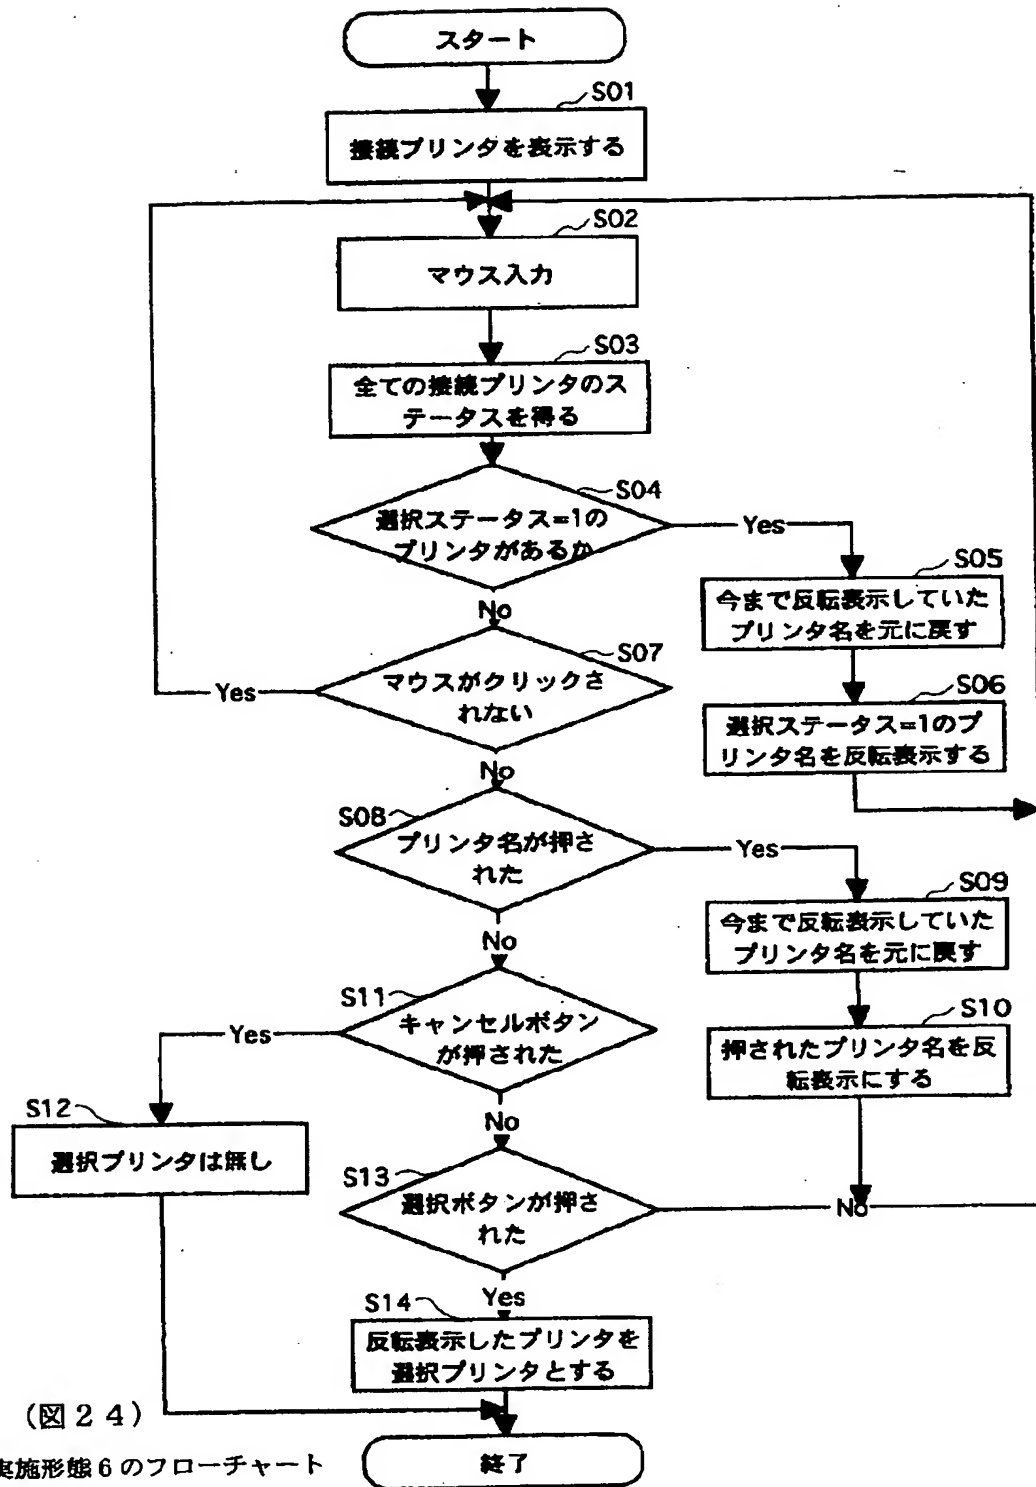 スタート
S01
接続プリンタを表示する
S02
マウス入力
S03
全ての接続プリンタのス
テータスを得る
S04
選択ステータス=1の
プリンタがあるか
Yes
No
S05
今まで反転表示していた
プリンタ名を元に戻す
S06
選択ステータス=1のプ
リンタ名を反転表示する
S07
マウスがクリックさ
れない
Yes
No
S08
プリンタ名が押さ
れた
Yes
No
S09
今まで反転表示していた
プリンタ名を元に戻す
S10
押されたプリンタ名を反
転表示にする
S11
キャンセルボタン
が押された
Yes
No
S12
選択プリンタは無し
S13
選択ボタンが押さ
れた
No
Yes
S14
反転表示したプリンタを
選択プリンタとする
(図24)
実施形態6のフローチャート
終了